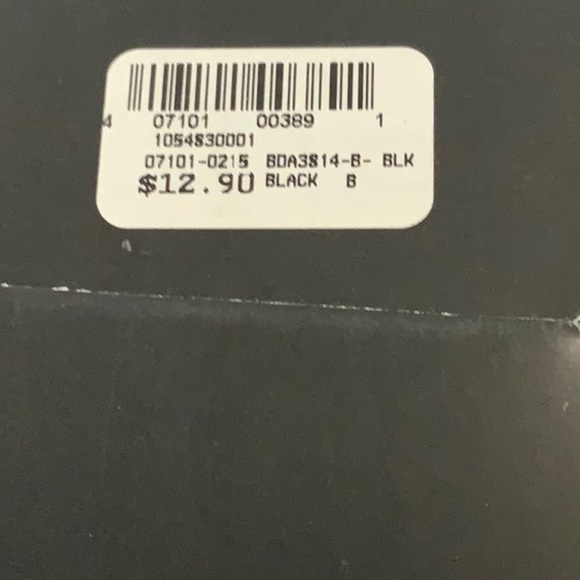 4 07101 00389 1
1054830001
07101-0215 BDA3814-B- BLK
$12.90 BLACK B